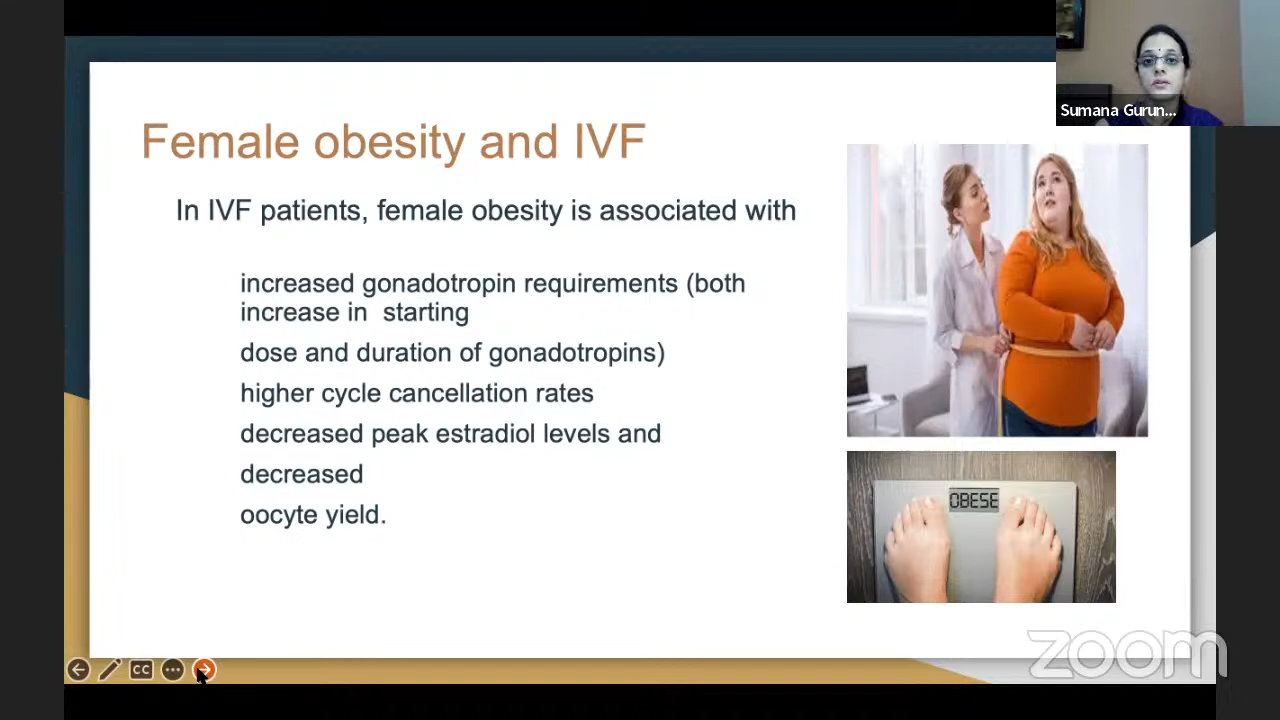 Sumana Gurun...
Female obesity and IVF
In IVF patients, female obesity is associated with
increased gonadotropin requirements (both
increase in starting
dose and duration of gonadotropins)
higher cycle cancellation rates
decreased peak estradiol levels and
decreased
oocyte yield.
OBESE
CC
zoom